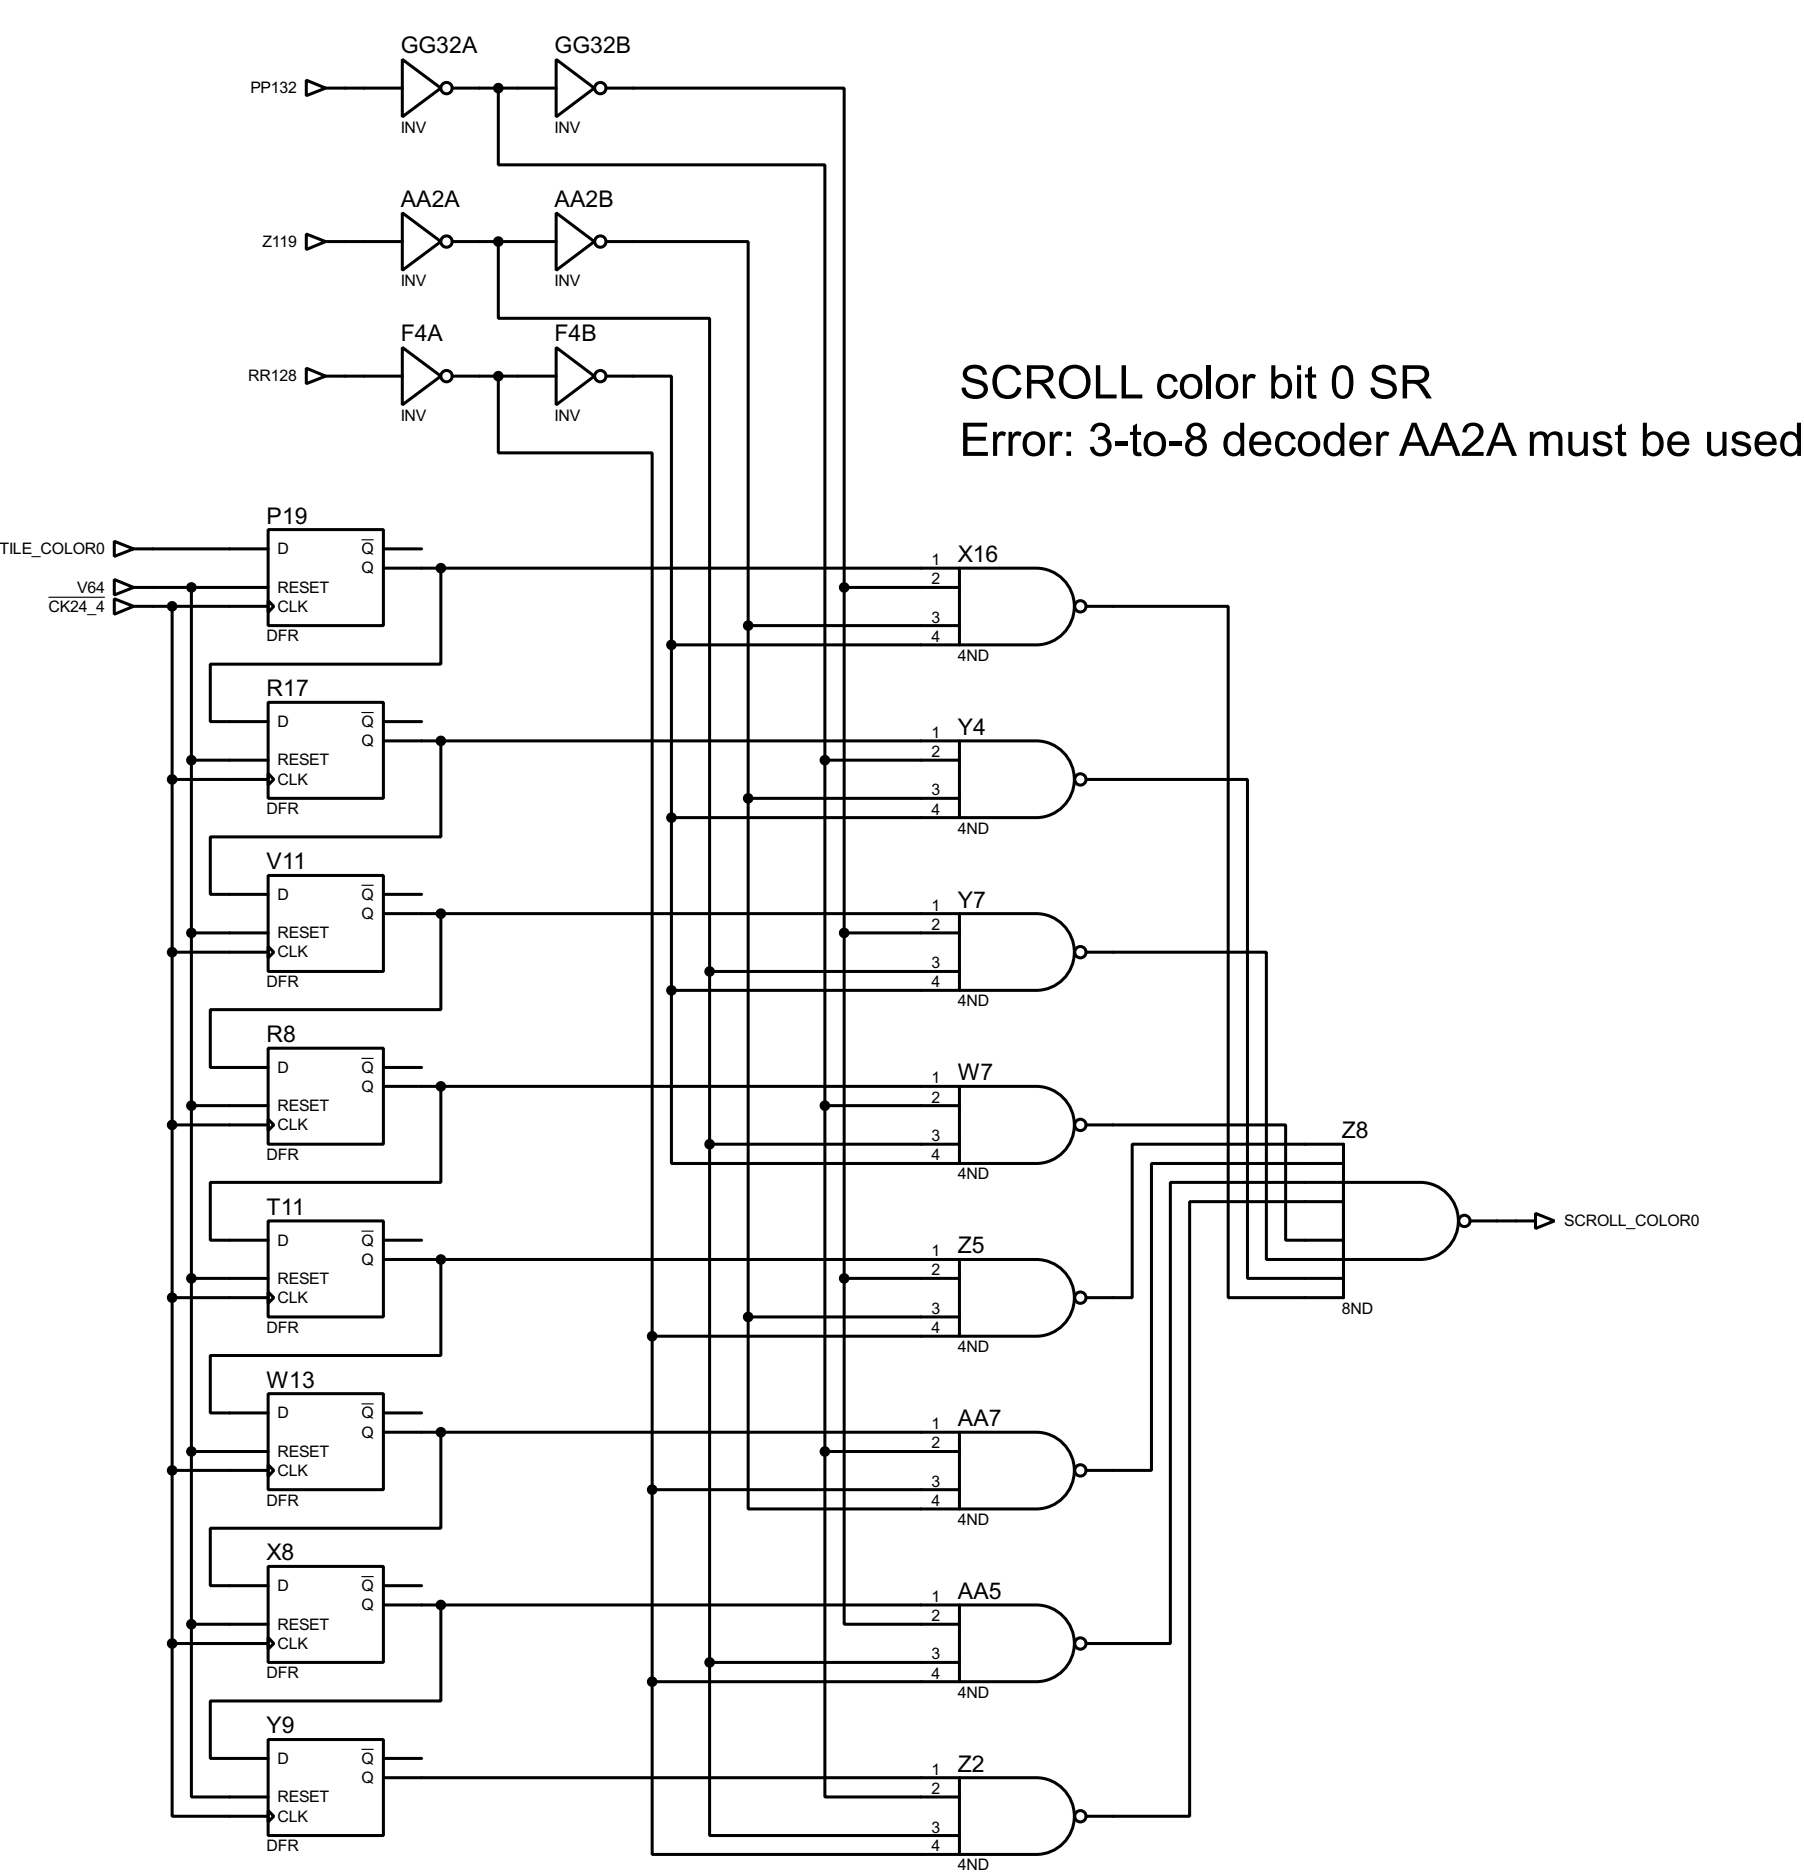 GG32A GG32B
PP132
INV INV
AA2A AA2B
Z119
INV INV
F4A F4B
RR128
INV INV
SCROLL color bit 0 SR
Error: 3-to-8 decoder AA2A must be used
P19
TILE_COLOR0 D Q
Q
V64 RESET
CK24_4 CLK
DFR
1 X16
2
3
4
4ND
R17
D Q
Q
RESET
CLK
DFR
1 Y4
2
3
4
4ND
V11
D Q
Q
RESET
CLK
DFR
1 Y7
2
3
4
4ND
R8
D Q
Q
RESET
CLK
DFR
1 W7
2
3
4
4ND
Z8
8ND
SCROLL_COLOR0
T11
D Q
Q
RESET
CLK
DFR
1 Z5
2
3
4
4ND
W13
D Q
Q
RESET
CLK
DFR
1 AA7
2
3
4
4ND
X8
D Q
Q
RESET
CLK
DFR
1 AA5
2
3
4
4ND
Y9
D Q
Q
RESET
CLK
DFR
1 Z2
2
3
4
4ND